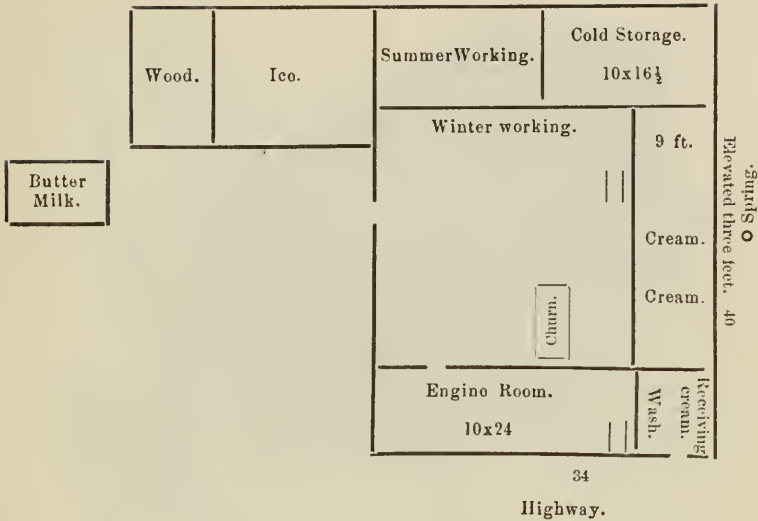 Wood.
Ico.
SummerWorking.
Cold Storage.
10x16½
Winter working.
9 ft.
Butter
Milk.
Cream.
Cream.
Churn.
Engino Room.
10x24
Wash.
Receiving
cream.
Elevated three feet. 40
Spring.
34
Highway.